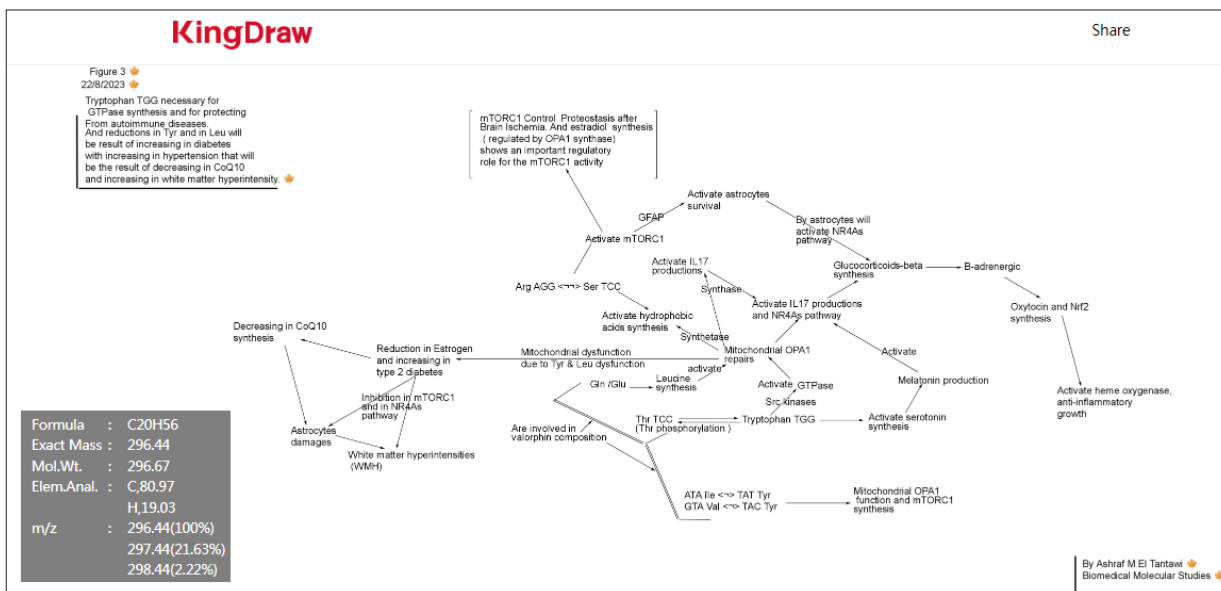 KingDraw
Share
Figure 3
22/8/2023
Tryptophan TGG necessary for
GTPase synthesis and for protecting
From autoimmune diseases.
And reductions in Tyr and in Leu will
be result of increasing in diabetes
with increasing in hypertension that will
be the result of decreasing in CoQ10
and increasing in white matter hyperintensity.
mTORC1 Control Proteostasis after
Brain Ischemia. And estradiol synthesis
( regulated by OPA1 synthase)
shows an important regulatory
role for the mTORC1 activity
Activate astrocytes
survival
GFAP
By astrocytes will
activate NR4As
pathway
Activate mTORC1
Activate IL17
productions
Glucocorticoids-beta
synthesis
B-adrenergic
Arg AGG <¬¬> Ser TCC
Synthase
Activate IL17 productions
and NR4As pathway
Oxytocin and Nrf2
synthesis
Activate hydrophobic
acids synthesis
Synthetase
Decreasing in CoQ10
synthesis
Reduction in Estrogen
and increasing in
type 2 diabetes
Mitochondrial dysfunction
due to Tyr & Leu dysfunction
Mitochondrial OPA1
repairs
Activate
activate
Gln /Glu
Leucine
synthesis
Activate
GTPase
Melatonin production
Activate heme oxygenase,
anti-inflammatory
growth
Inhibition in mTORC1
and in NR4As
pathway
Src kinases
Astrocytes
damages
Are involved in
valorphin composition
Thr TCC
(Thr phosphorylation )
Tryptophan TGG
Activate serotonin
synthesis
White matter hyperintensities
(WMH)
ATA Ile <¬> TAT Tyr
GTA Val <¬> TAC Tyr
Mitochondrial OPA1
function and mTORC1
synthesis
Formula : C20H56
Exact Mass : 296.44
Mol.Wt. : 296.67
Elem.Anal. : C,80.97
H,19.03
m/z : 296.44(100%)
297.44(21.63%)
298.44(2.22%)
By Ashraf M El Tantawi
Biomedical Molecular Studies